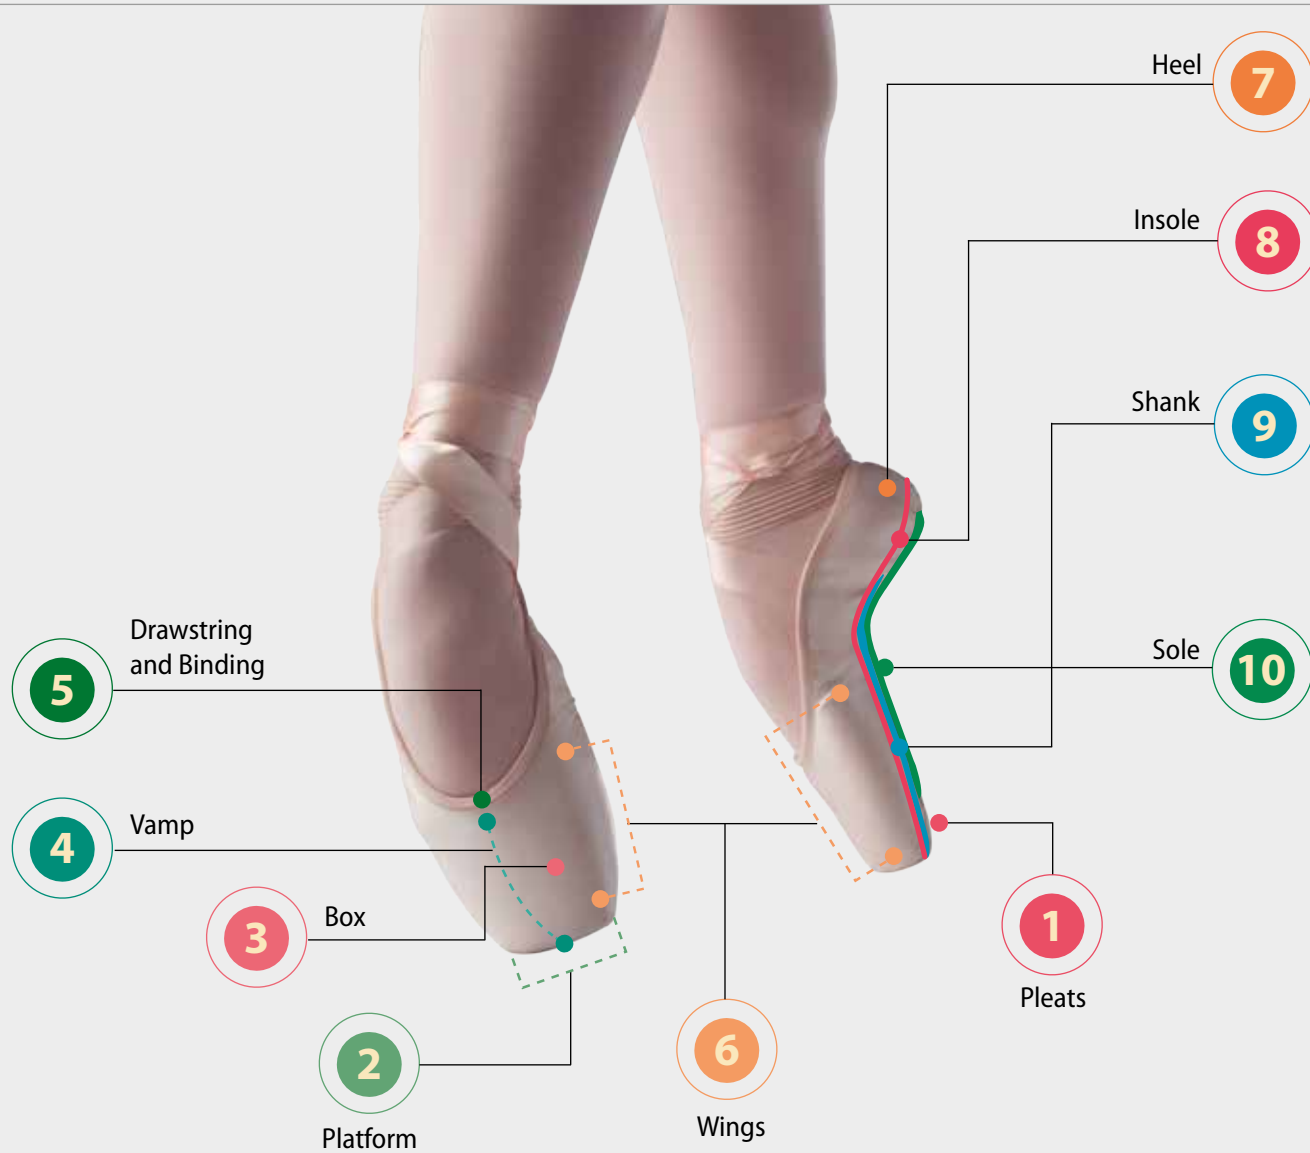 Heel
7
Insole
8
Shank
9
Drawstring
and Binding
5
Sole
10
Vamp
4
Box
3
1
Pleats
2
Platform
6
Wings